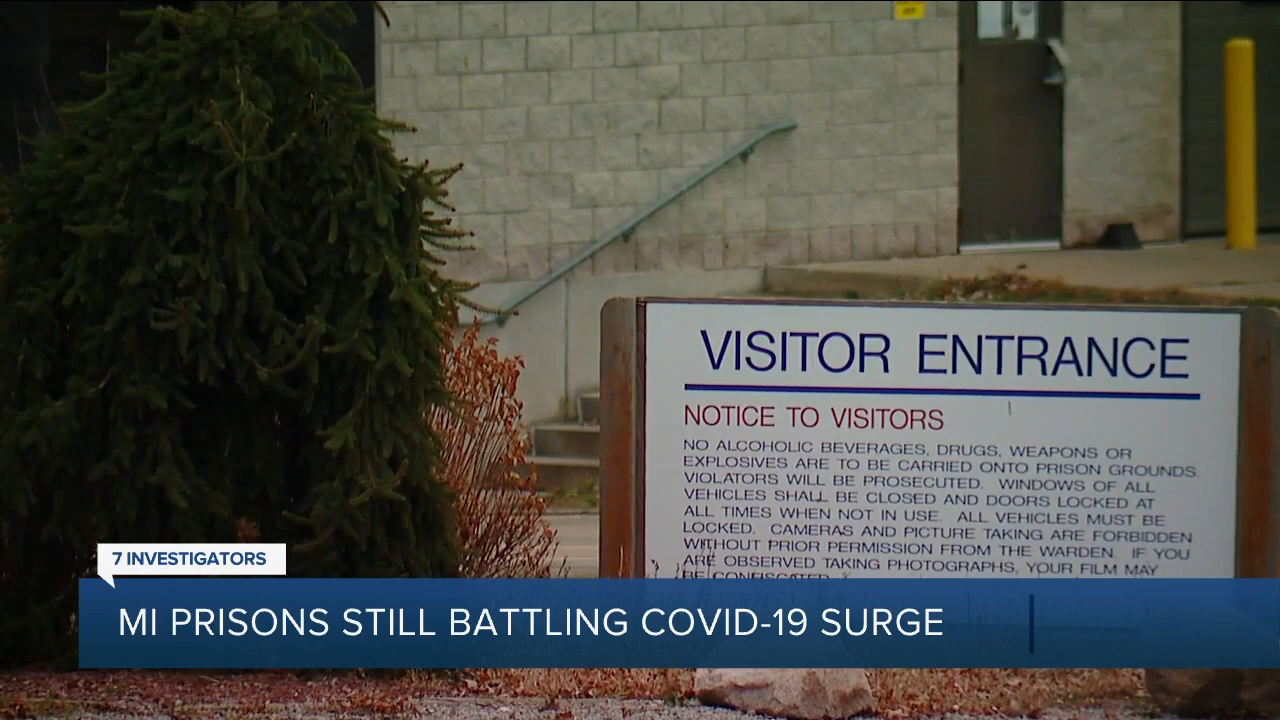 VISITOR ENTRANCE
NOTICE TO VISITORS
NO ALCOHOLIC BEVERAGES, DRUGS, WEAPONS OR
EXPLOSIVES ARE TO BE CARRIED ONTO PRISON GROUNDS.
VIOLATORS WILL BE PROSECUTED. WINDOWS OF ALL
VEHICLES SHALL BE CLOSED AND DOORS LOCKED AT
ALL TIMES WHEN NOT IN USE. ALL VEHICLES MUST BE
LOCKED. CAMERAS AND PICTURE TAKING ARE FORBIDDEN
WITHOUT PRIOR PERMISSION FROM THE WARDEN. IF YOU
ARE OBSERVED TAKING PHOTOGRAPHS, YOUR FILM MAY
BE CONFISCATED
7 INVESTIGATORS
MI PRISONS STILL BATTLING COVID-19 SURGE